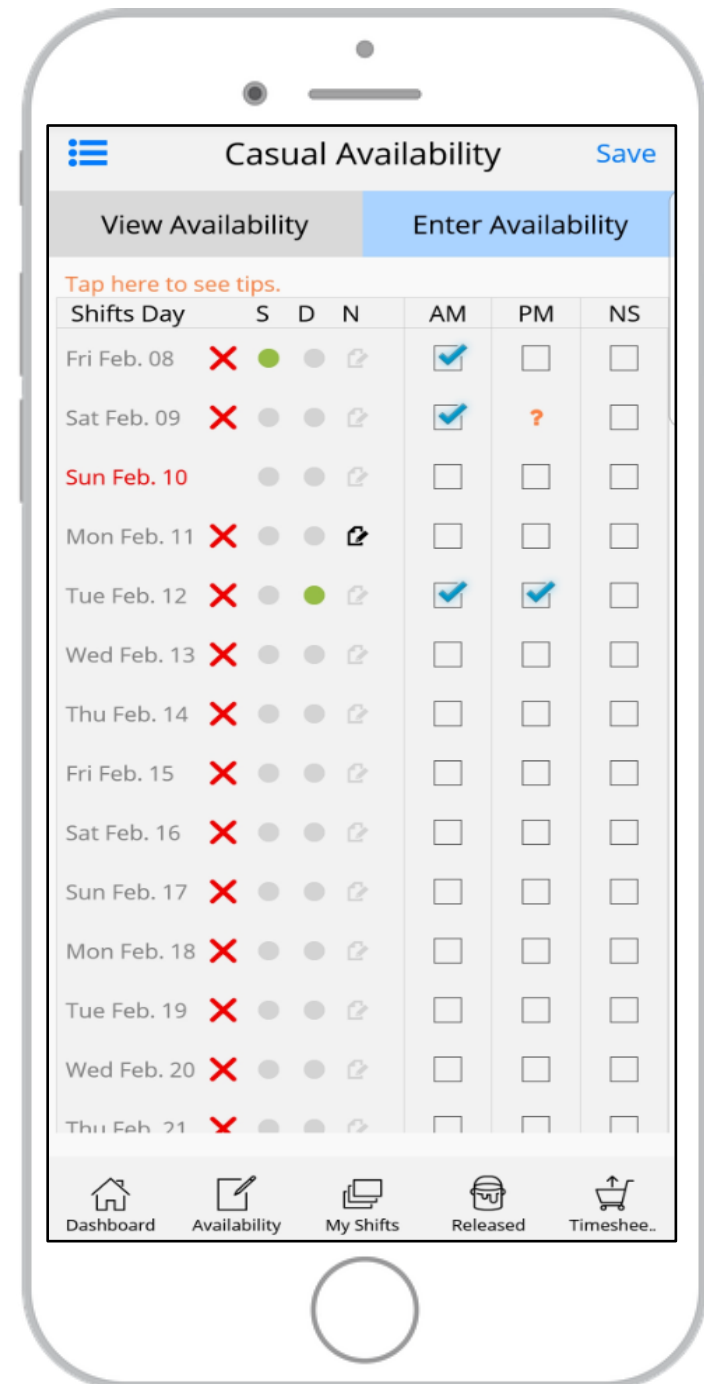 Casual Availability Save
View Availability Enter Availability
Tap here to see tips.
Shifts Day S D N AM PM NS
Fri Feb. 08
Sat Feb. 09 ?
Sun Feb. 10
Mon Feb. 11
Tue Feb. 12
Wed Feb. 13
Thu Feb. 14
Fri Feb. 15
Sat Feb. 16
Sun Feb. 17
Mon Feb. 18
Tue Feb. 19
Wed Feb. 20
Thu Feb. 21
Dashboard Availability My Shifts Released Timeshee..